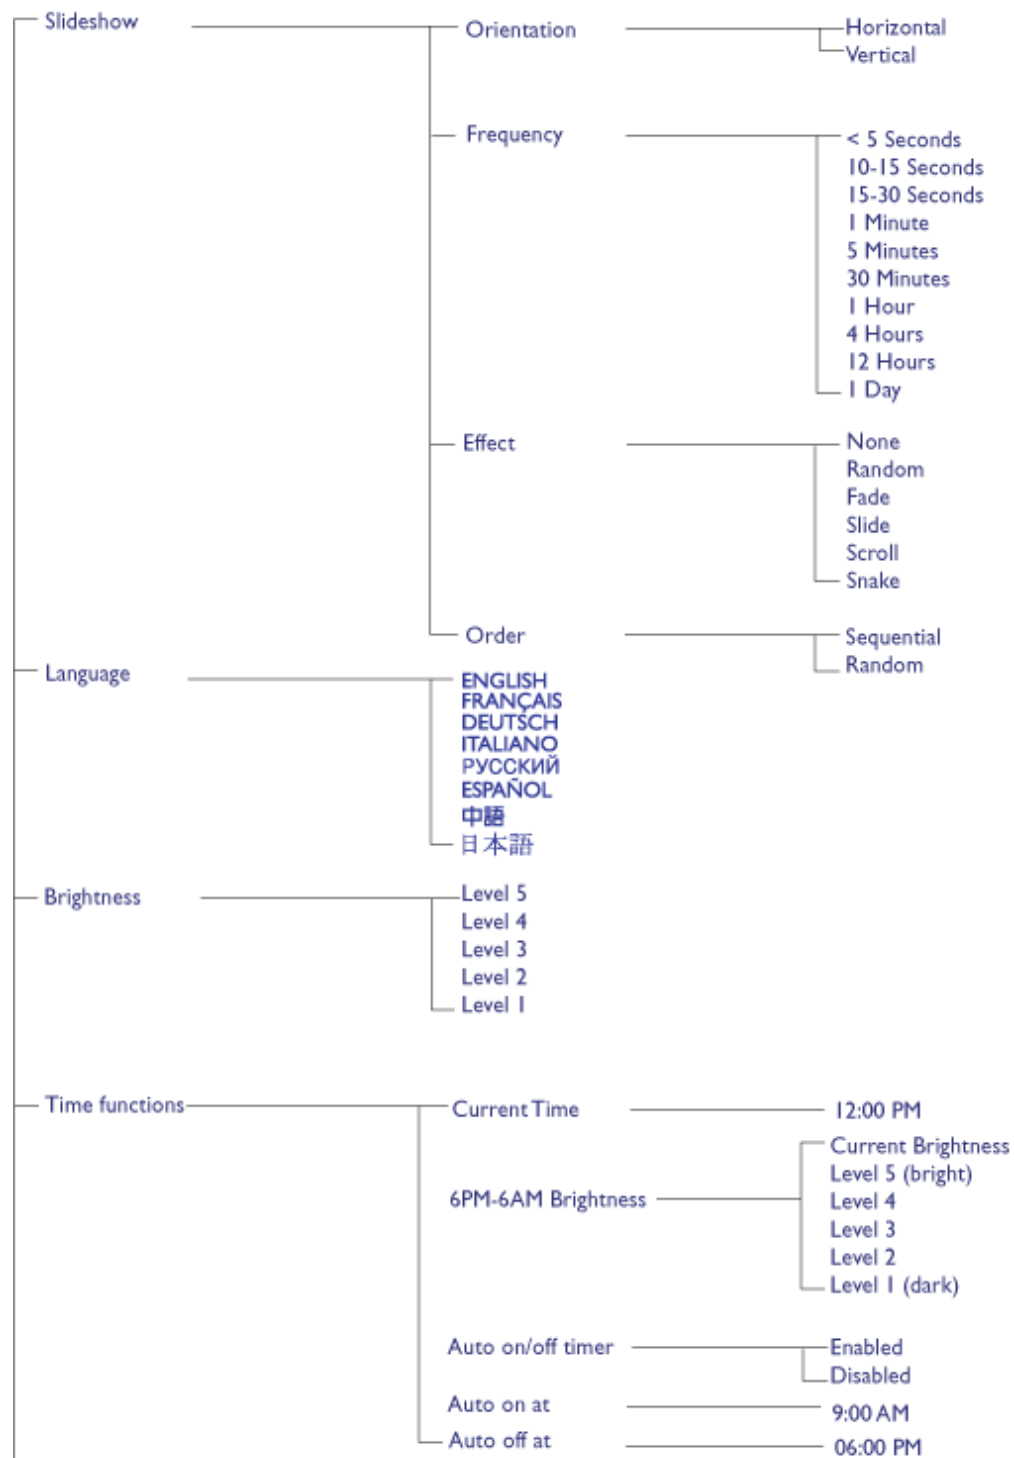 Slideshow
Orientation
Horizontal
Vertical
Frequency
< 5 Seconds
10-15 Seconds
15-30 Seconds
1 Minute
5 Minutes
30 Minutes
1 Hour
4 Hours
12 Hours
1 Day
Effect
None
Random
Fade
Slide
Scroll
Snake
Order
Sequential
Random
Language
ENGLISH
FRANÇAIS
DEUTSCH
ITALIANO
РУССКИЙ
ESPAÑOL
中語
日本語
Brightness
Level 5
Level 4
Level 3
Level 2
Level 1
Time functions
Current Time
12:00 PM
6PM-6AM Brightness
Current Brightness
Level 5 (bright)
Level 4
Level 3
Level 2
Level 1 (dark)
Auto on/off timer
Enabled
Disabled
Auto on at
9:00 AM
Auto off at
06:00 PM